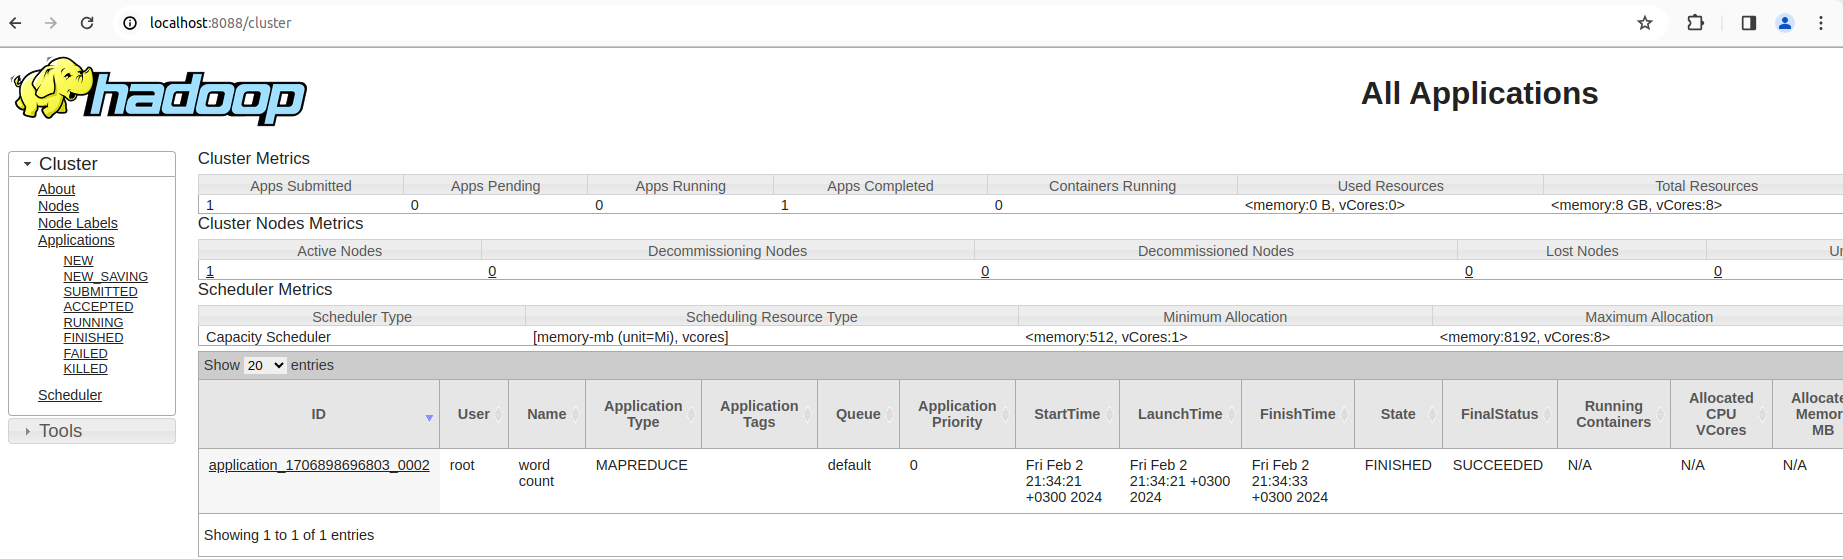 localhost:8088/cluster
hadoop
All Applications
Cluster
About
Nodes
Node Labels
Applications
NEW
NEW_SAVING
SUBMITTED
ACCEPTED
RUNNING
FINISHED
FAILED
KILLED
Scheduler
Tools
Cluster Metrics
Apps Submitted Apps Pending Apps Running Apps Completed Containers Running Used Resources Total Resources
1 0 0 1 0 <memory:0 B, vCores:0> <memory:8 GB, vCores:8>
Cluster Nodes Metrics
Active Nodes Decommissioning Nodes Decommissioned Nodes Lost Nodes
1 0 0 0 0
Scheduler Metrics
Scheduler Type Scheduling Resource Type Minimum Allocation Maximum Allocation
Capacity Scheduler [memory-mb (unit=Mi), vcores] <memory:512, vCores:1> <memory:8192, vCores:8>
Show 20 entries
ID User Name Application Type Application Tags Queue Application Priority StartTime LaunchTime FinishTime State FinalStatus Running Containers Allocated CPU VCores MB
application_1706898696803_0002 root word count MAPREDUCE default 0 Fri Feb 2 21:34:21 +0300 2024 Fri Feb 2 21:34:21 +0300 2024 Fri Feb 2 21:34:33 +0300 2024 FINISHED SUCCEEDED N/A N/A N/A
Showing 1 to 1 of 1 entries